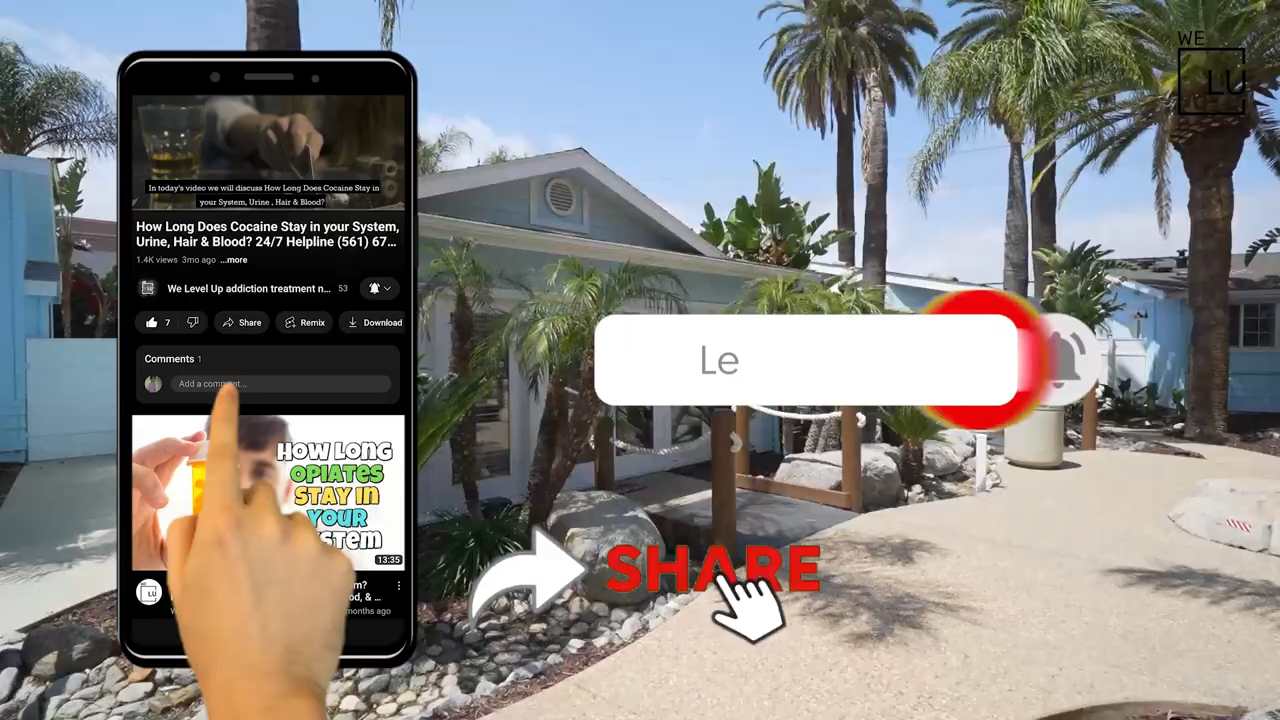 WE
LU
In today's video we will discuss How Long Does Cocaine Stay in
your System, Urine , Hair & Blood?
How Long Does Cocaine Stay in your System,
Urine, Hair & Blood? 24/7 Helpline (561) 67...
1.4K views 3mo ago ...more
We Level Up addiction treatment n... 53
7 Share Remix Download
Comments 1
Add a comment...
HOW LONG
OPIATES
STAY IN
YOUR
13:35
LU
& ...
months ago
Le
SHARE